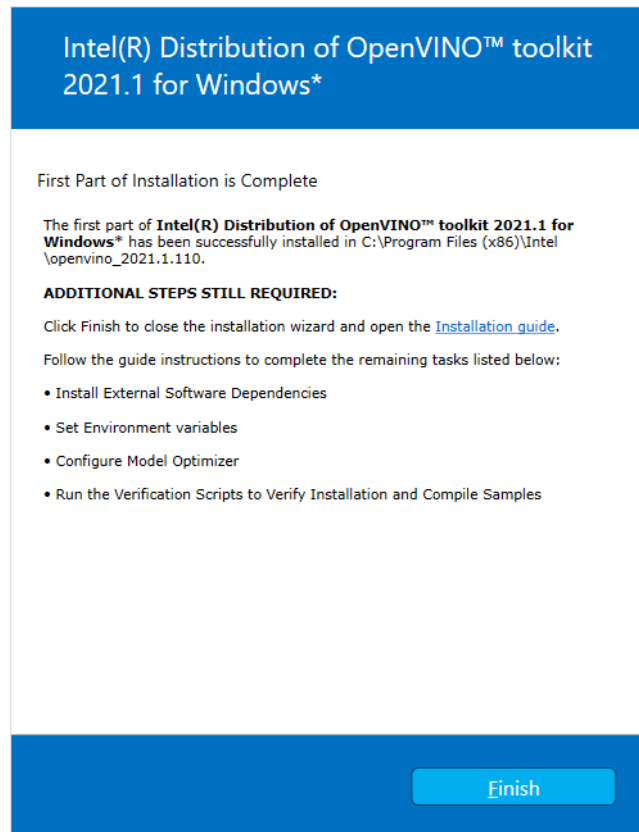 Intel(R) Distribution of OpenVINO™ toolkit
2021.1 for Windows*
First Part of Installation is Complete
The first part of Intel(R) Distribution of OpenVINO™ toolkit 2021.1 for
Windows* has been successfully installed in C:\Program Files (x86)\Intel
\openvino_2021.1.110.
ADDITIONAL STEPS STILL REQUIRED:
Click Finish to close the installation wizard and open the Installation guide.
Follow the guide instructions to complete the remaining tasks listed below:
• Install External Software Dependencies
• Set Environment variables
• Configure Model Optimizer
• Run the Verification Scripts to Verify Installation and Compile Samples
Finish